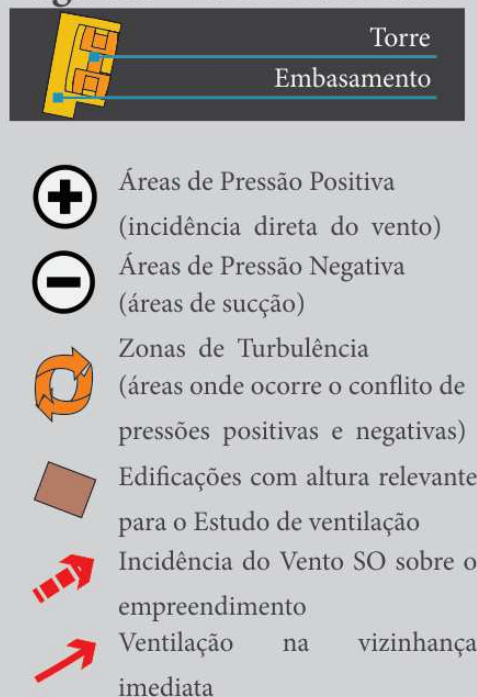 Torre
Embasamento
Áreas de Pressão Positiva
(incidência direta do vento)
Áreas de Pressão Negativa
(áreas de sucção)
Zonas de Turbulência
(áreas onde ocorre o conflito de
pressões positivas e negativas)
Edificações com altura relevante
para o Estudo de ventilação
Incidência do Vento SO sobre o
empreendimento
Ventilação na vizinhança
imediata